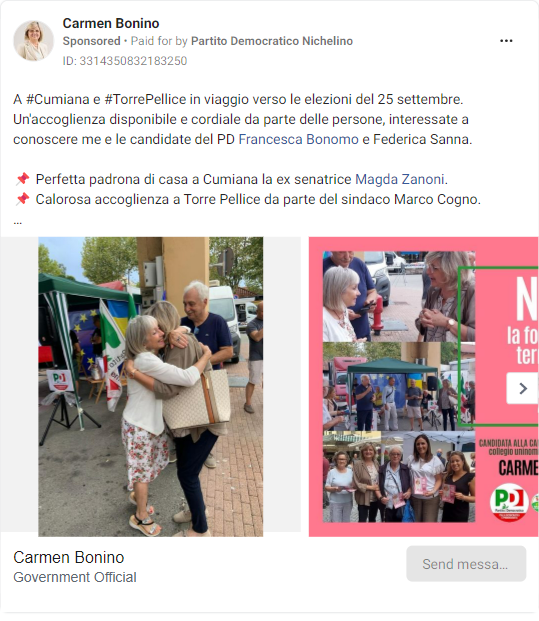 Carmen Bonino
Sponsored • Paid for by Partito Democratico Nichelino
ID: 3314350832183250
A #Cumiana e #TorrePellice in viaggio verso le elezioni del 25 settembre.
Un'accoglienza disponibile e cordiale da parte delle persone, interessate a
conoscere me e le candidate del PD Francesca Bonomo e Federica Sanna.
📌 Perfetta padrona di casa a Cumiana la ex senatrice Magda Zanoni.
📌 Calorosa accoglienza a Torre Pellice da parte del sindaco Marco Cogno.
...
PD
N
la fo
terr
CANDIDATA ALLA CA
collegio uninom
CARME
PD
Partito Democratico
Carmen Bonino
Government Official
Send messa...